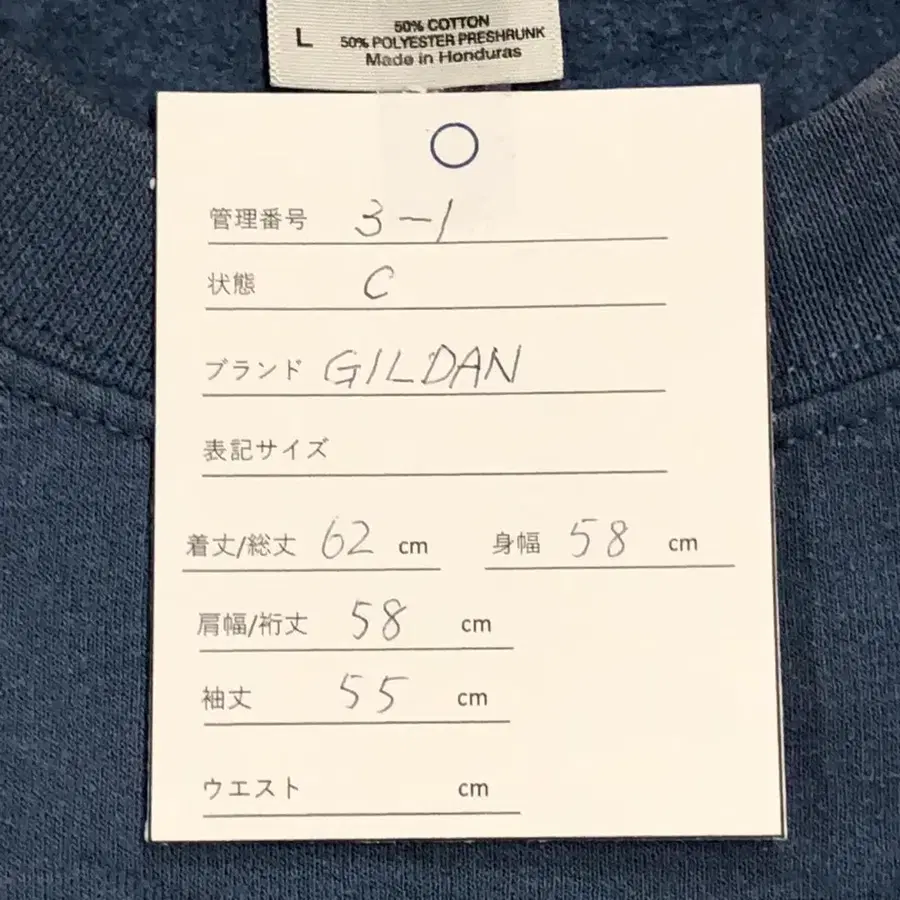 L
50% COTTON
50% POLYESTER PRESHRUNK
Made in Honduras
管理番号 3-1
状態 C
ブランド GILDAN
表記サイズ
着丈/総丈 62 cm 身幅 58 cm
肩幅/裄丈 58 cm
袖丈 55 cm
ウエスト cm